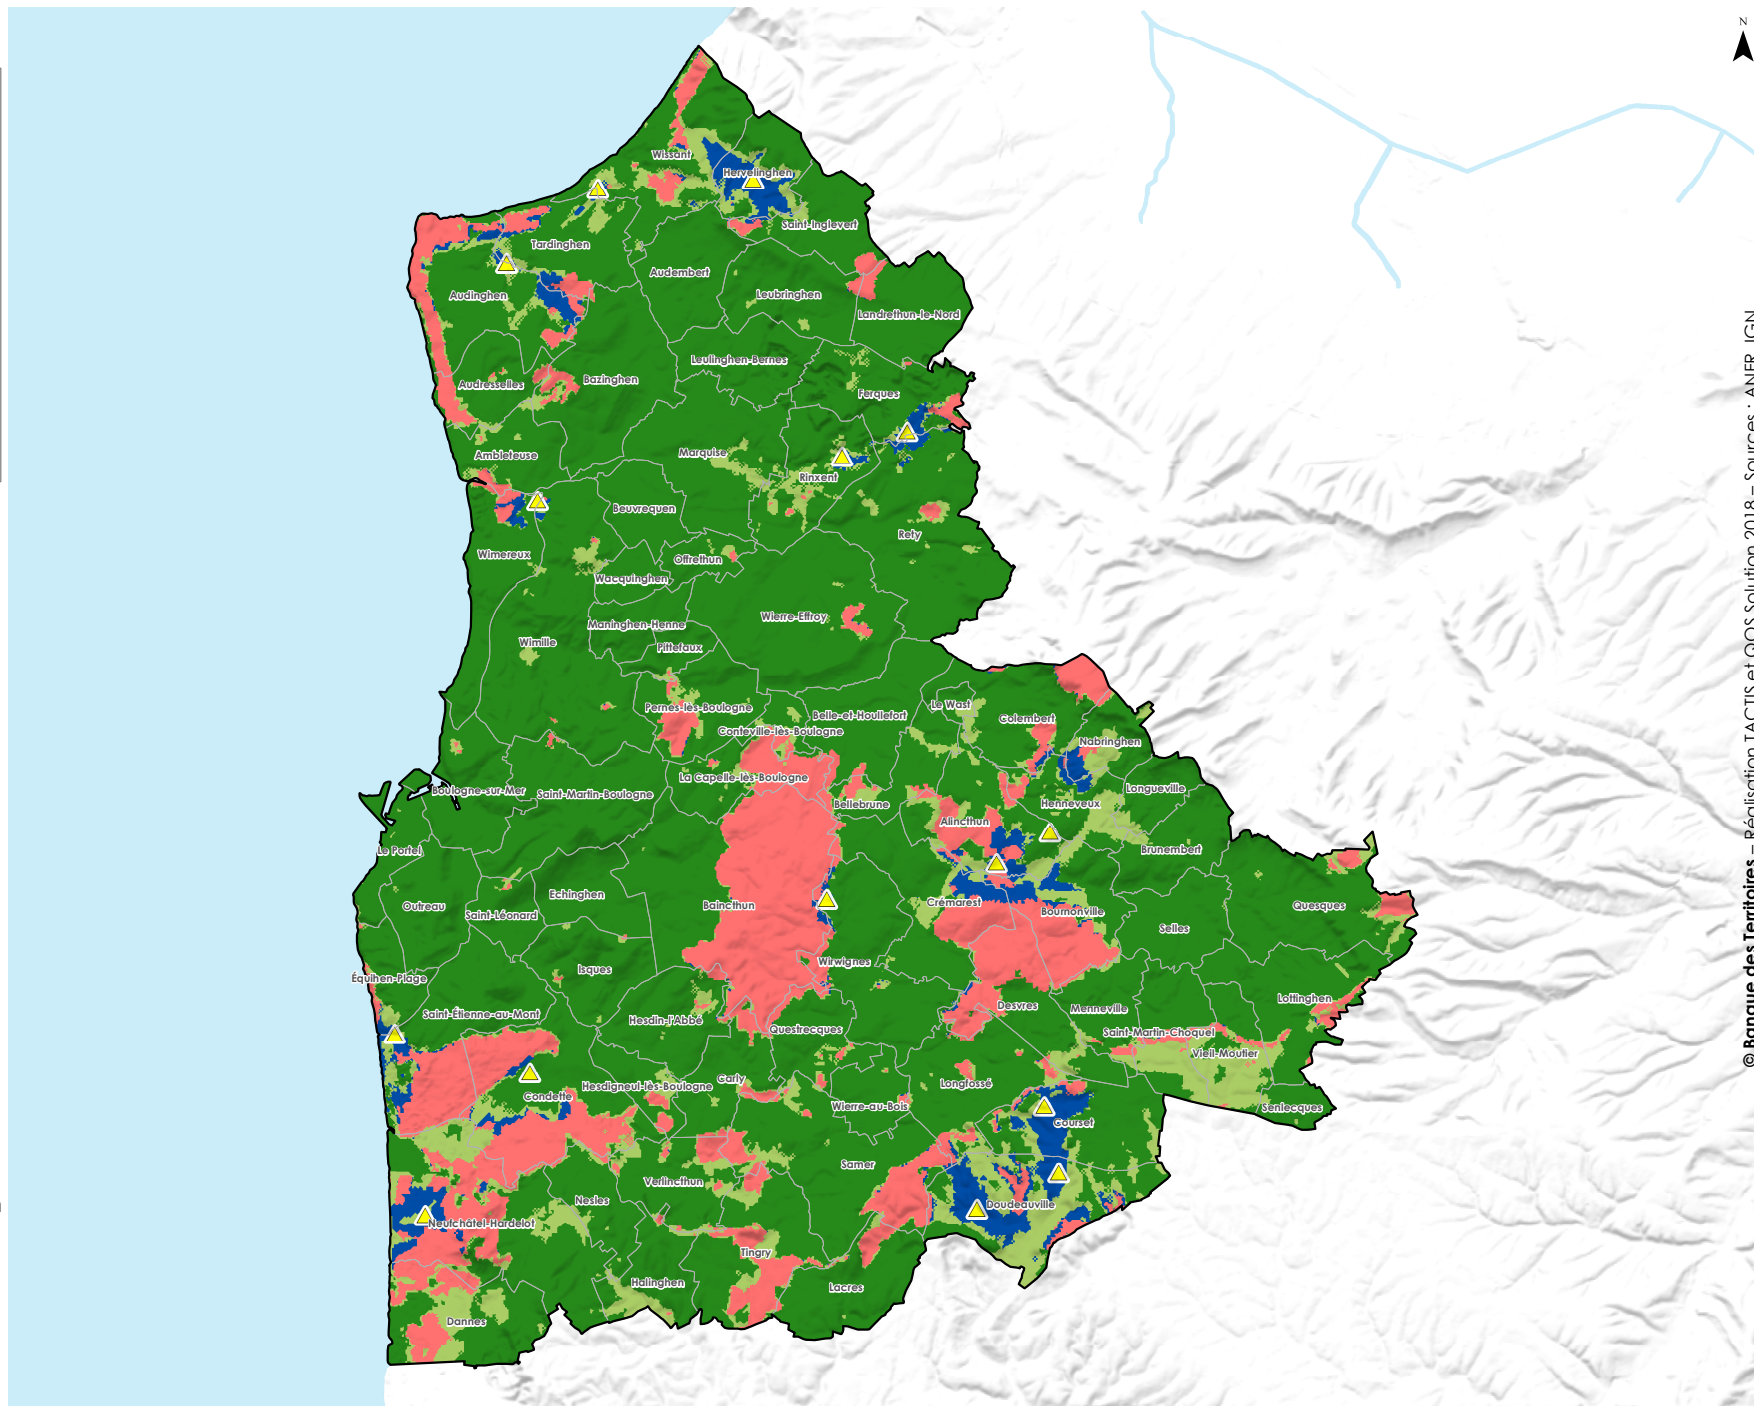 N
Wissant
Hervelinghen
Saint-Inglevert
Tardinghen
Audembert
Audinghen
Leubringhen
Landrethun-le-Nord
Leulinghen-Bernes
Audresselles
Bazinghen
Ferques
Ambleteuse
Marquise
Rinxent
Beuvrequen
Rety
Wimereux
Offrethun
Wacquinghen
Maninghen-Henne
Wierre-Effroy
Wimille
Pittefaux
Pernes-lès-Boulogne
Belle-et-Houllefort
Le Wast
Colembert
Conteville-lès-Boulogne
Nabringhen
La Capelle-lès-Boulogne
Boulogne-sur-Mer
Saint-Martin-Boulogne
Bellebrune
Henneveux
Longueville
Alincthun
Le Portel
Brunembert
Echinghen
Outreau
Saint-Léonard
Baincthun
Crémarest
Bournonville
Quesques
Selles
Wirwignes
Isques
Équihen-Plage
Saint-Étienne-au-Mont
Hesdin-l'Abbé
Questrecques
Desvres
Menneville
Lottinghen
Saint-Martin-Choquel
Vieil-Moutier
Condette
Hesdigneul-lès-Boulogne
Carly
Longfossé
Wierre-au-Bois
Senlecques
Courset
Samer
Verlincthun
Nesles
Doudeauville
Neufchâtel-Hardelot
Tingry
Halinghen
Lacres
Dannes
© Banque des Territoires – Réalisation TACTIS et QOS Solution 2018 – Sources : ANFR, IGN